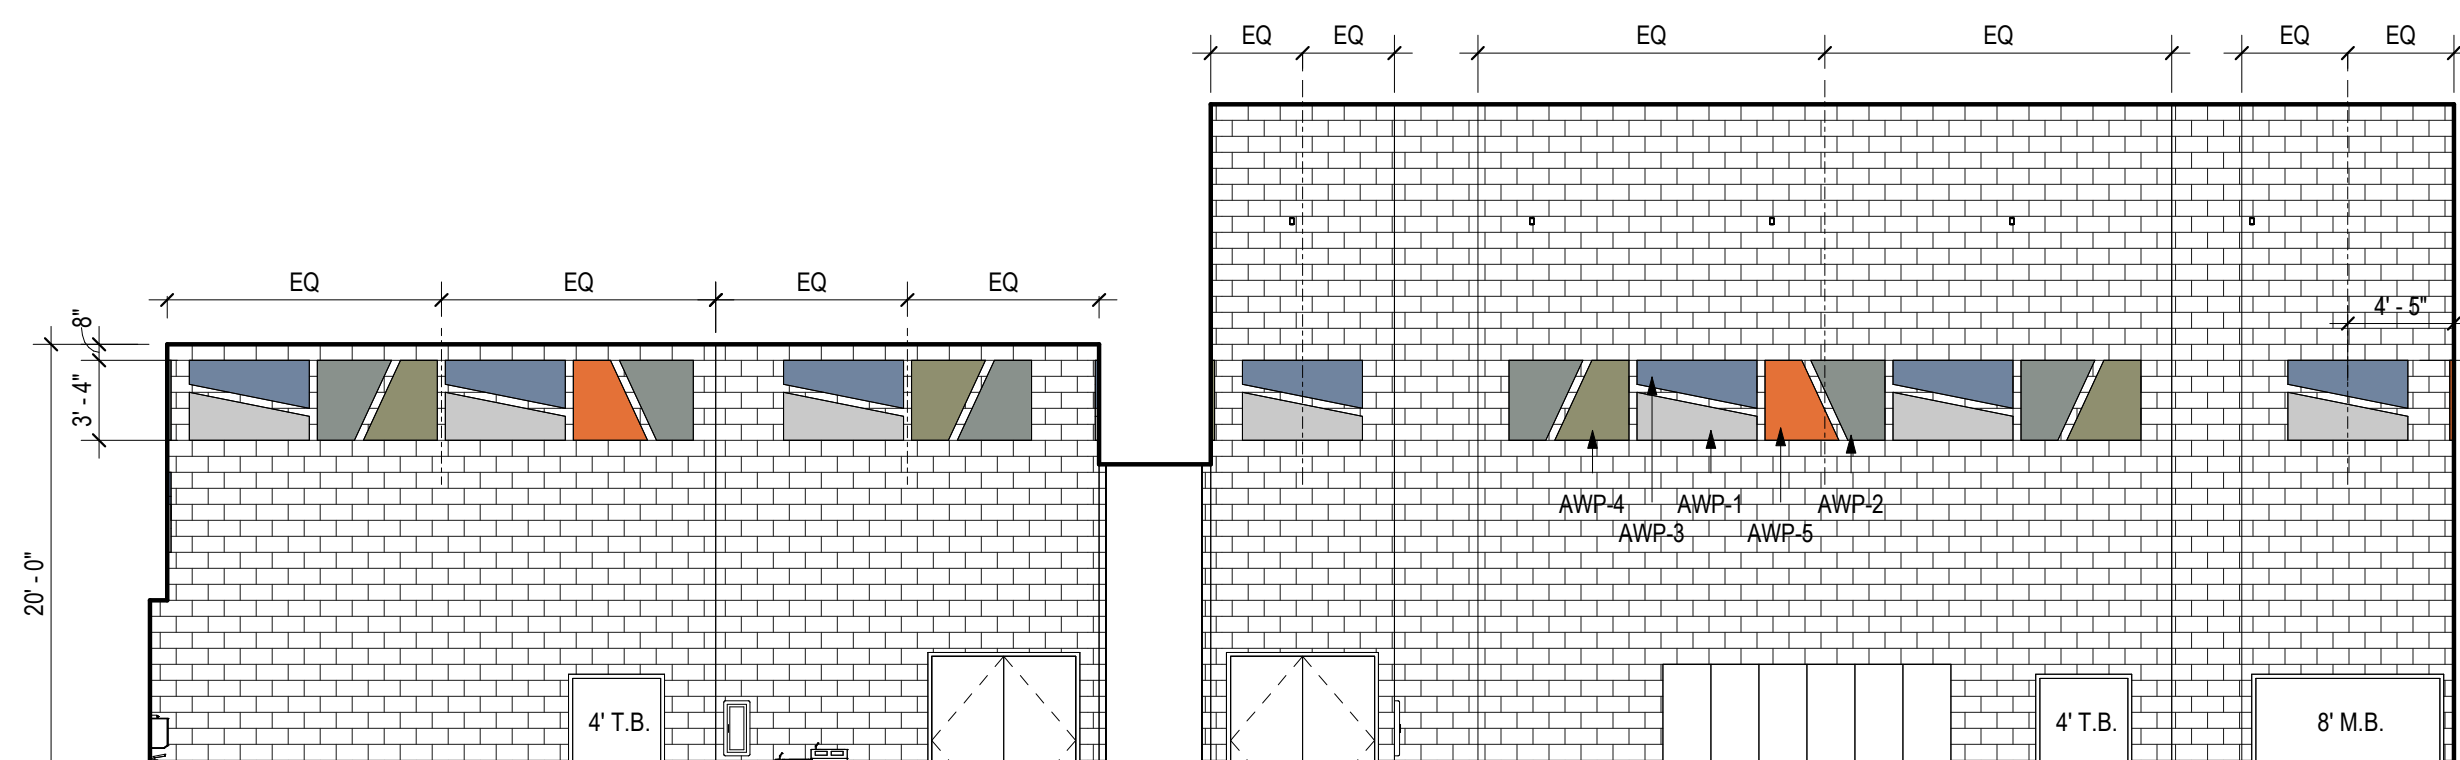 EQ EQ EQ EQ EQ EQ
4' - 5"
EQ EQ EQ EQ
8"
3' - 4"
20' - 0"
AWP-4 AWP-1 AWP-2
AWP-3 AWP-5
4' T.B. 4' T.B. 8' M.B.